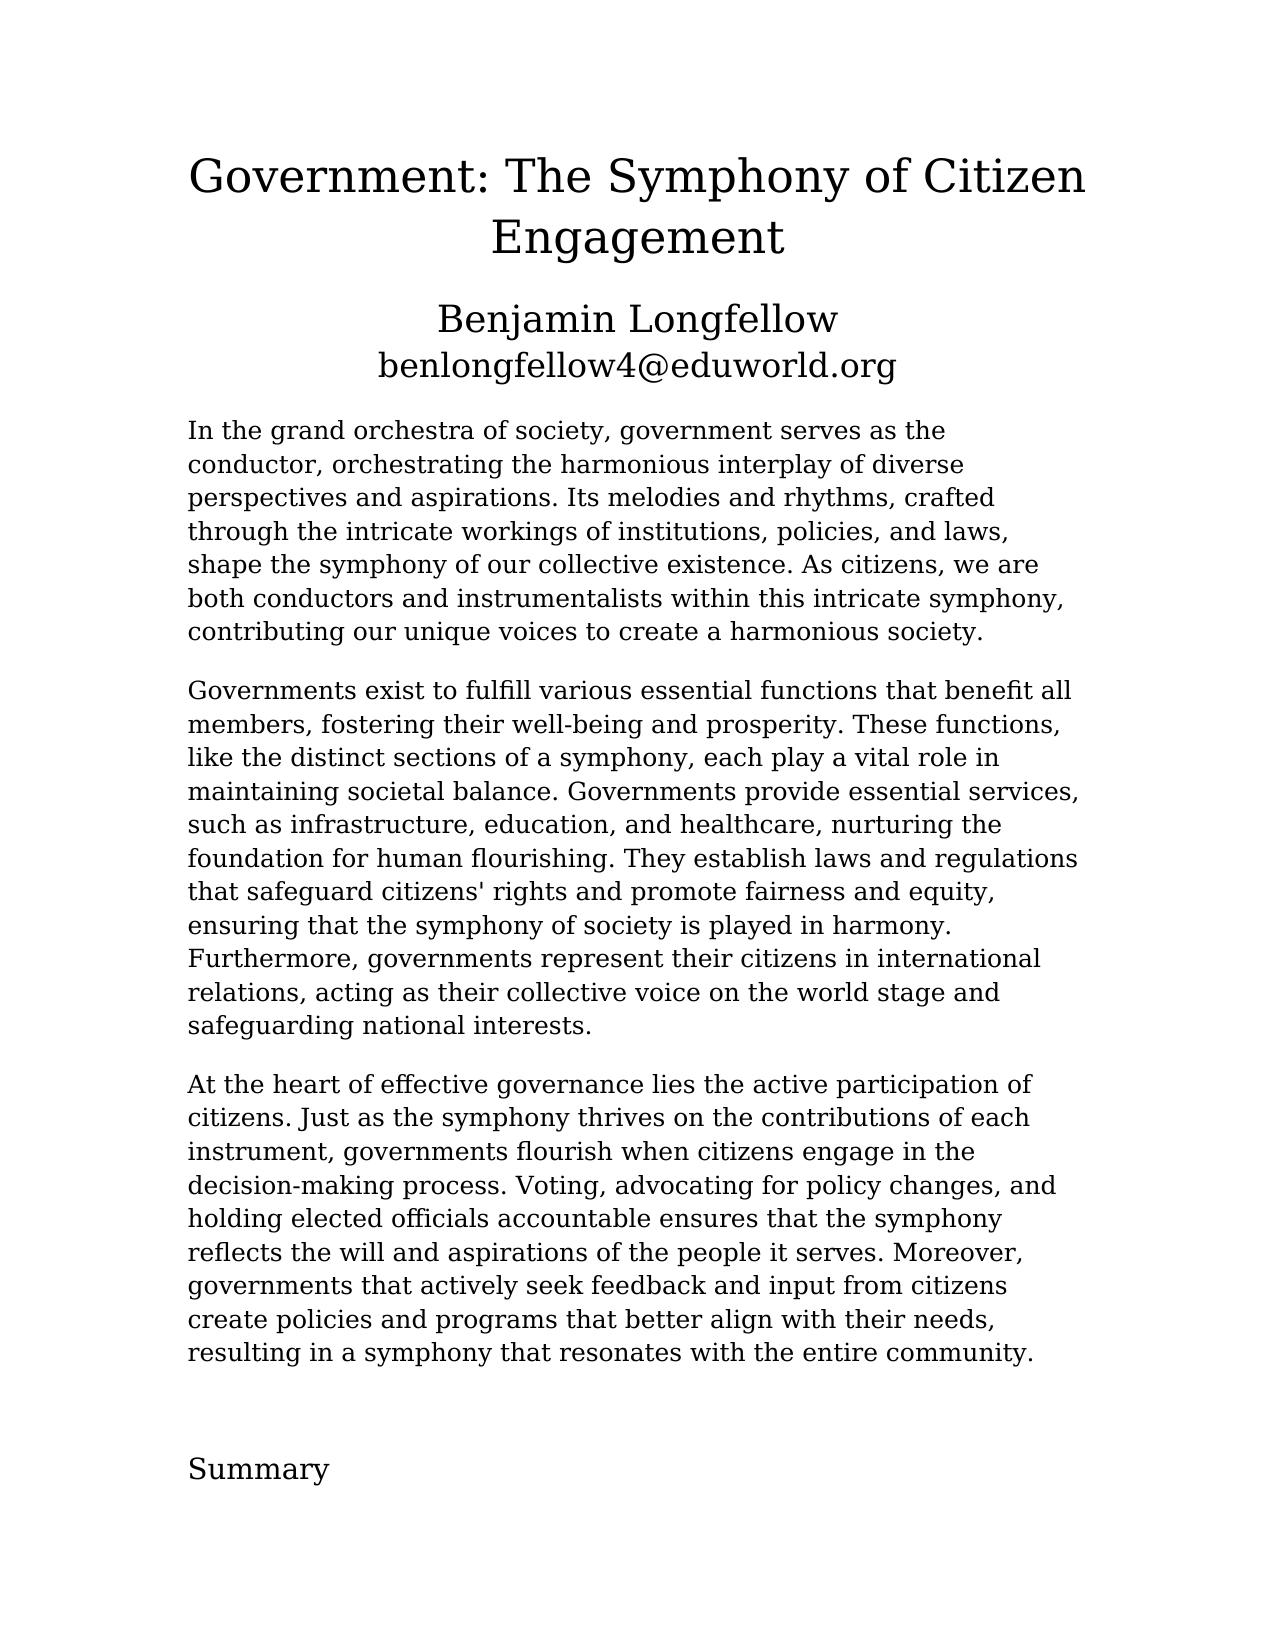 Government: The Symphony of Citizen
Engagement
Benjamin Longfellow
benlongfellow4@eduworld.org
In the grand orchestra of society, government serves as the
conductor, orchestrating the harmonious interplay of diverse
perspectives and aspirations. Its melodies and rhythms, crafted
through the intricate workings of institutions, policies, and laws,
shape the symphony of our collective existence. As citizens, we are
both conductors and instrumentalists within this intricate symphony,
contributing our unique voices to create a harmonious society.
Governments exist to fulfill various essential functions that benefit all
members, fostering their well-being and prosperity. These functions,
like the distinct sections of a symphony, each play a vital role in
maintaining societal balance. Governments provide essential services,
such as infrastructure, education, and healthcare, nurturing the
foundation for human flourishing. They establish laws and regulations
that safeguard citizens' rights and promote fairness and equity,
ensuring that the symphony of society is played in harmony.
Furthermore, governments represent their citizens in international
relations, acting as their collective voice on the world stage and
safeguarding national interests.
At the heart of effective governance lies the active participation of
citizens. Just as the symphony thrives on the contributions of each
instrument, governments flourish when citizens engage in the
decision-making process. Voting, advocating for policy changes, and
holding elected officials accountable ensures that the symphony
reflects the will and aspirations of the people it serves. Moreover,
governments that actively seek feedback and input from citizens
create policies and programs that better align with their needs,
resulting in a symphony that resonates with the entire community.
Summary